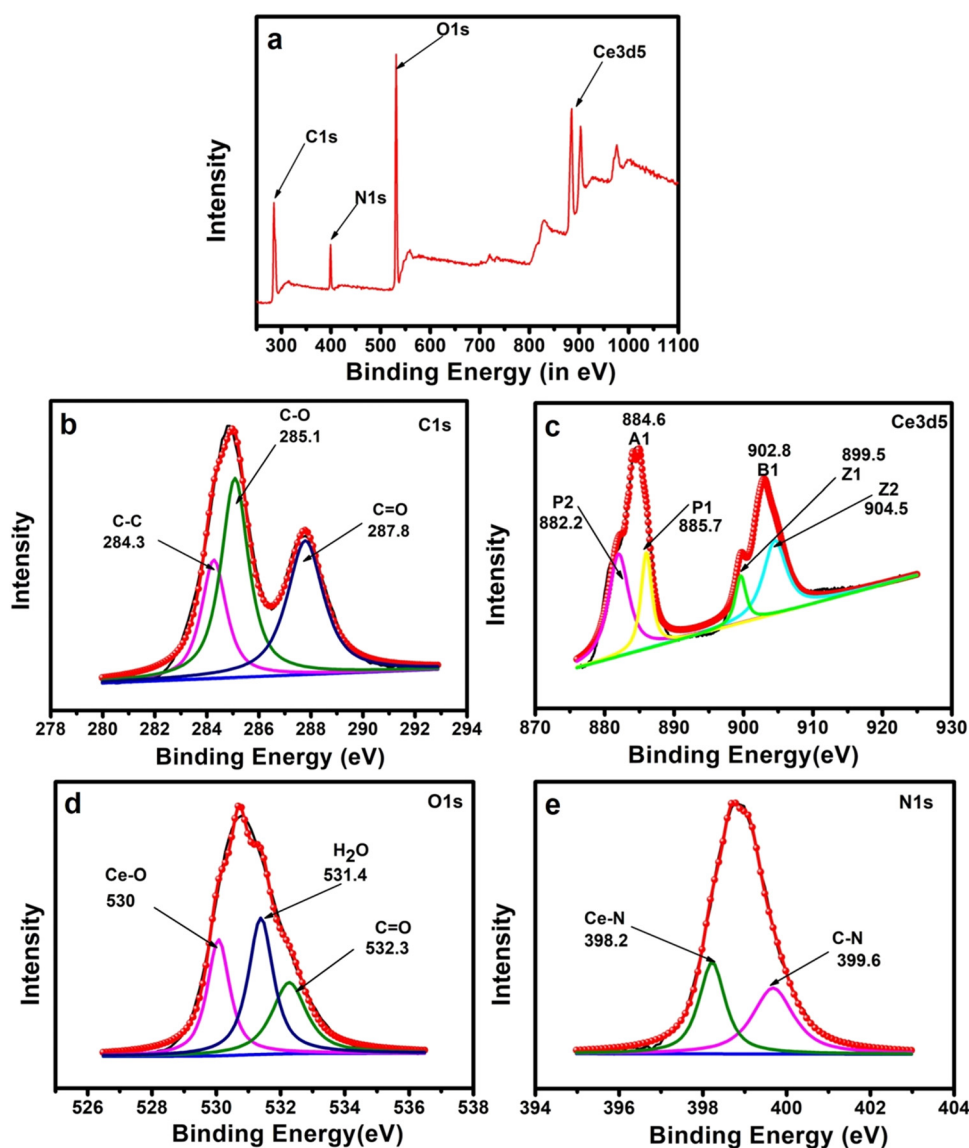 a
O1s
Ce3d5
C1s
N1s
Intensity
300 400 500 600 700 800 900 1000 1100
Binding Energy (in eV)
b
C1s
C-O
285.1
C-C
284.3
C=O
287.8
Intensity
278 280 282 284 286 288 290 292 294
Binding Energy (eV)
c
Ce3d5
884.6
A1
902.8
B1
899.5
Z1
Z2
904.5
P2
882.2
P1
885.7
Intensity
870 880 890 900 910 920 930
Binding Energy(eV)
d
O1s
Ce-O
530
H2O
531.4
C=O
532.3
Intensity
526 528 530 532 534 536 538
Binding Energy(eV)
e
N1s
Ce-N
398.2
C-N
399.6
Intensity
394 396 398 400 402 404
Binding Energy(eV)